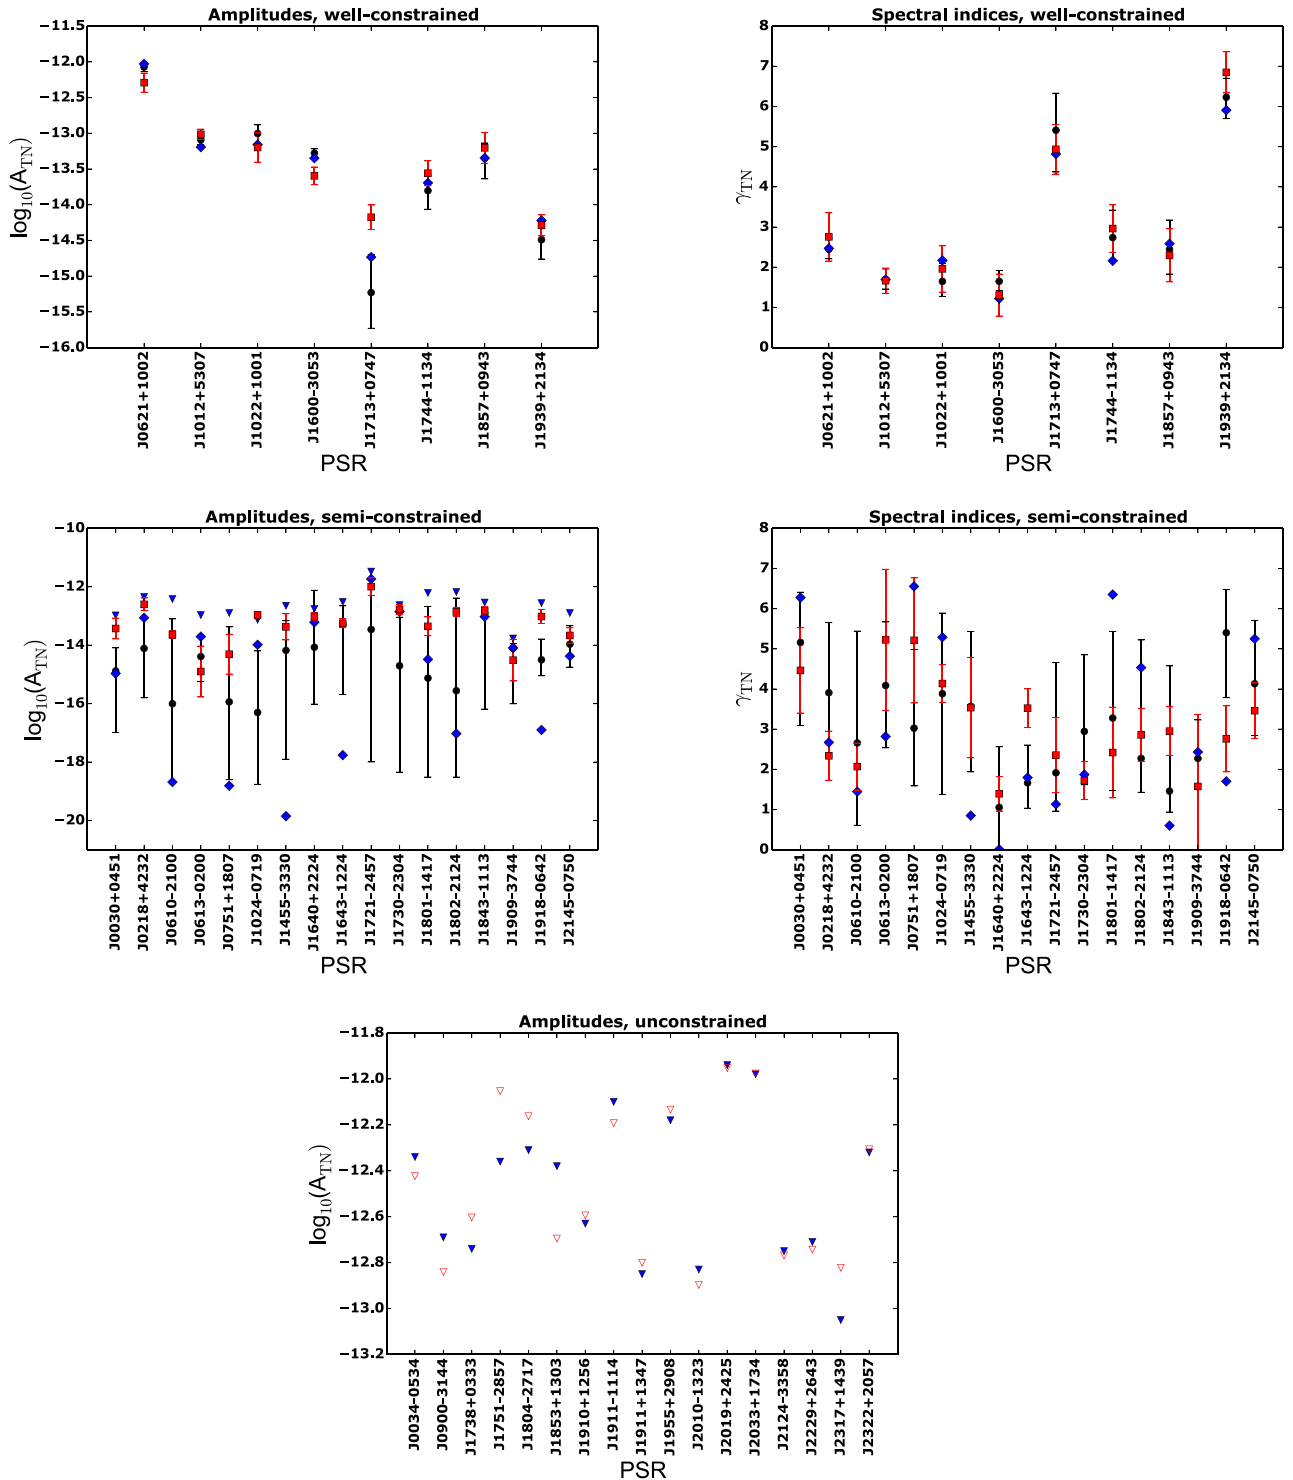 Amplitudes, well-constrained
−11.5
−12.0
−12.5
−13.0
−13.5
−14.0
−14.5
−15.0
−15.5
−16.0
log10(ATN)
J0621+1002
J1012+5307
J1022+1001
J1600−3053
J1713+0747
J1744−1134
J1857+0943
J1939+2134
PSR
Spectral indices, well-constrained
8
7
6
5
4
3
2
1
0
γTN
J0621+1002
J1012+5307
J1022+1001
J1600−3053
J1713+0747
J1744−1134
J1857+0943
J1939+2134
PSR
Amplitudes, semi-constrained
−10
−12
−14
−16
−18
−20
log10(ATN)
J0030+0451
J0218+4232
J0610−2100
J0613−0200
J0751+1807
J1024−0719
J1455−3330
J1640+2224
J1643−1224
J1721−2457
J1730−2304
J1801−1417
J1802−2124
J1843−1113
J1909−3744
J1918−0642
J2145−0750
PSR
Spectral indices, semi-constrained
8
7
6
5
4
3
2
1
0
γTN
J0030+0451
J0218+4232
J0610−2100
J0613−0200
J0751+1807
J1024−0719
J1455−3330
J1640+2224
J1643−1224
J1721−2457
J1730−2304
J1801−1417
J1802−2124
J1843−1113
J1909−3744
J1918−0642
J2145−0750
PSR
Amplitudes, unconstrained
−11.8
−12.0
−12.2
−12.4
−12.6
−12.8
−13.0
−13.2
log10(ATN)
J0034−0534
J0900−3144
J1738+0333
J1751−2857
J1804−2717
J1853+1303
J1910+1256
J1911−1114
J1911+1347
J1955+2908
J2010−1323
J2019+2425
J2033+1734
J2124−3358
J2229+2643
J2317+1439
J2322+2057
PSR